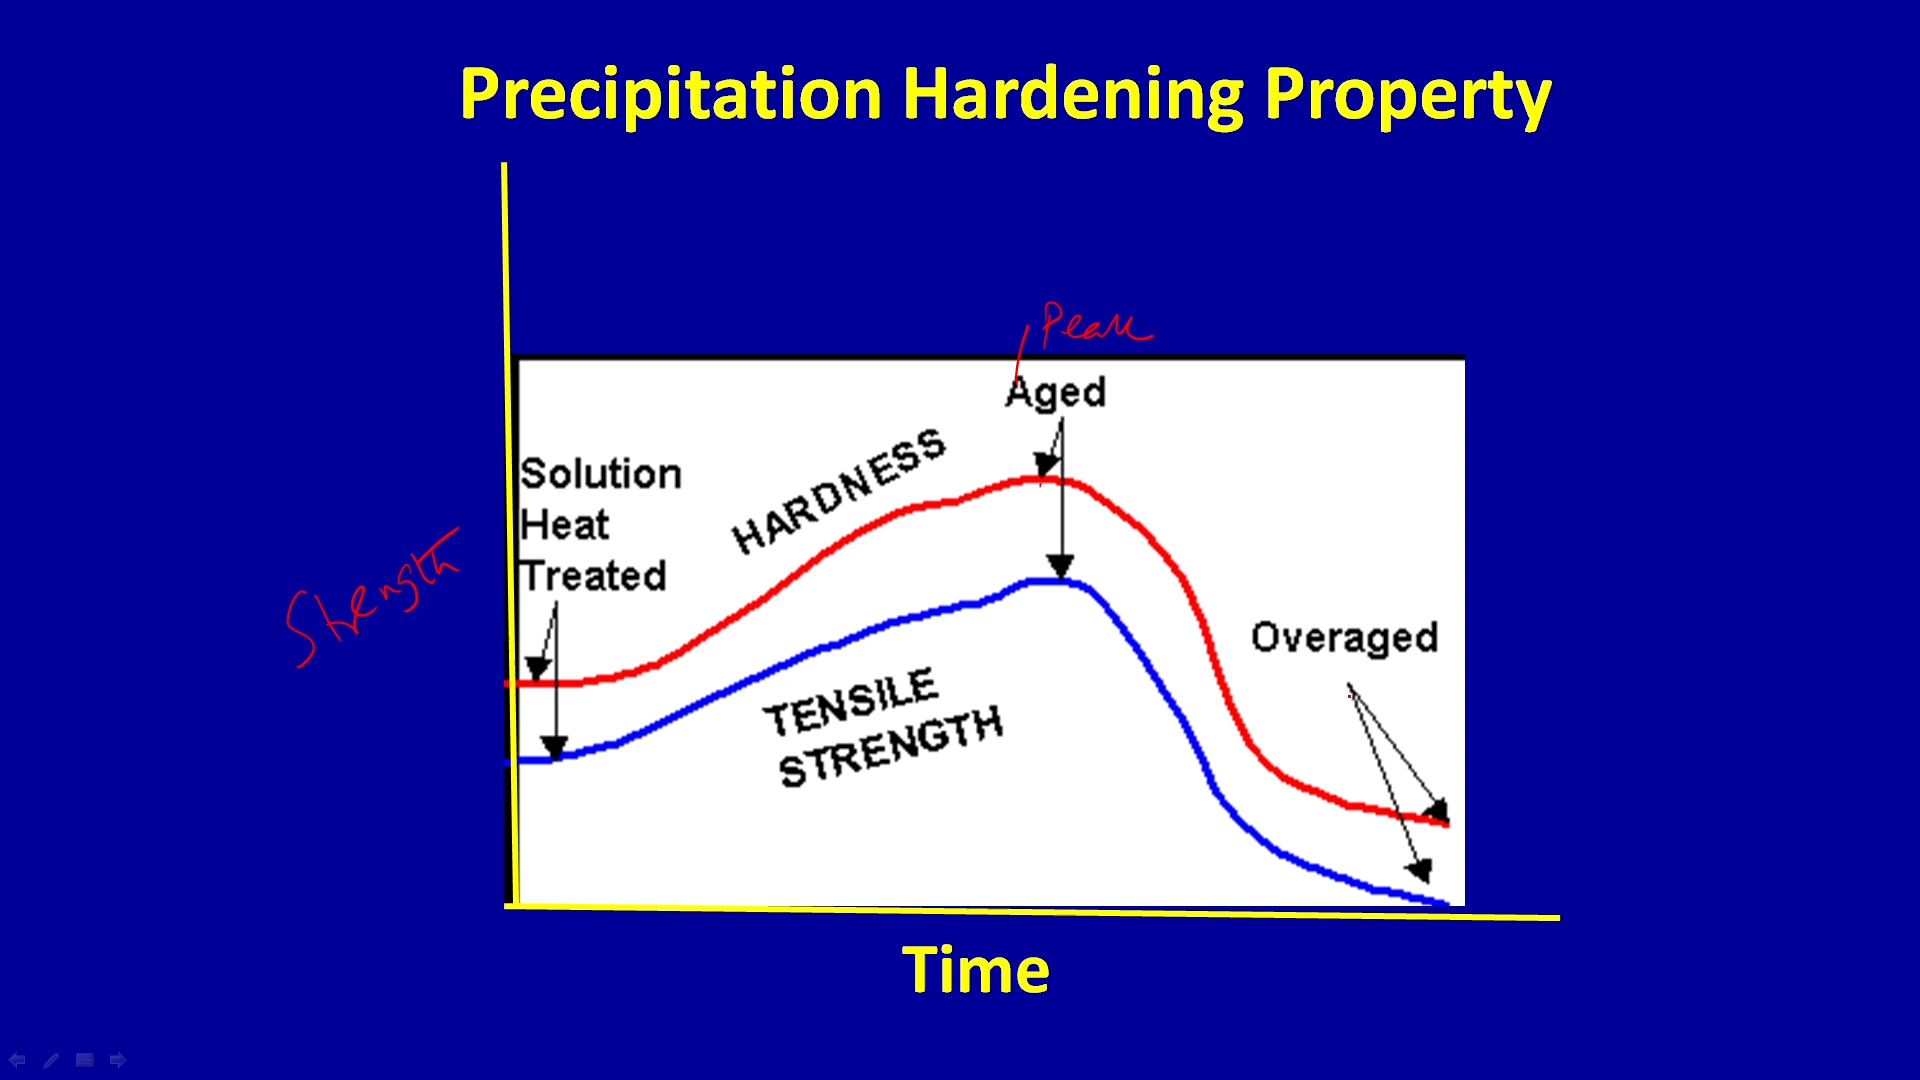 Precipitation Hardening Property
Peak
Aged
HARDNESS
Solution
Heat
Treated
Strength
Overaged
TENSILE
STRENGTH
Time